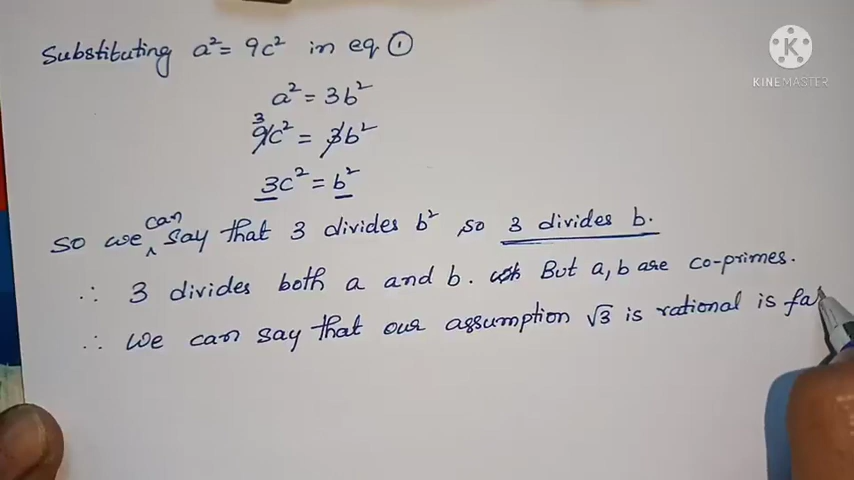 Substituting a² = 9c² in eq ①
KINEMASTER
a² = 3b²
3
9c² = 3b²
3c² = b²
can
So we ^ say that 3 divides b², so 3 divides b.
∴ 3 divides both a and b. But a, b are co-primes.
∴ We can say that our assumption √3 is rational is fa